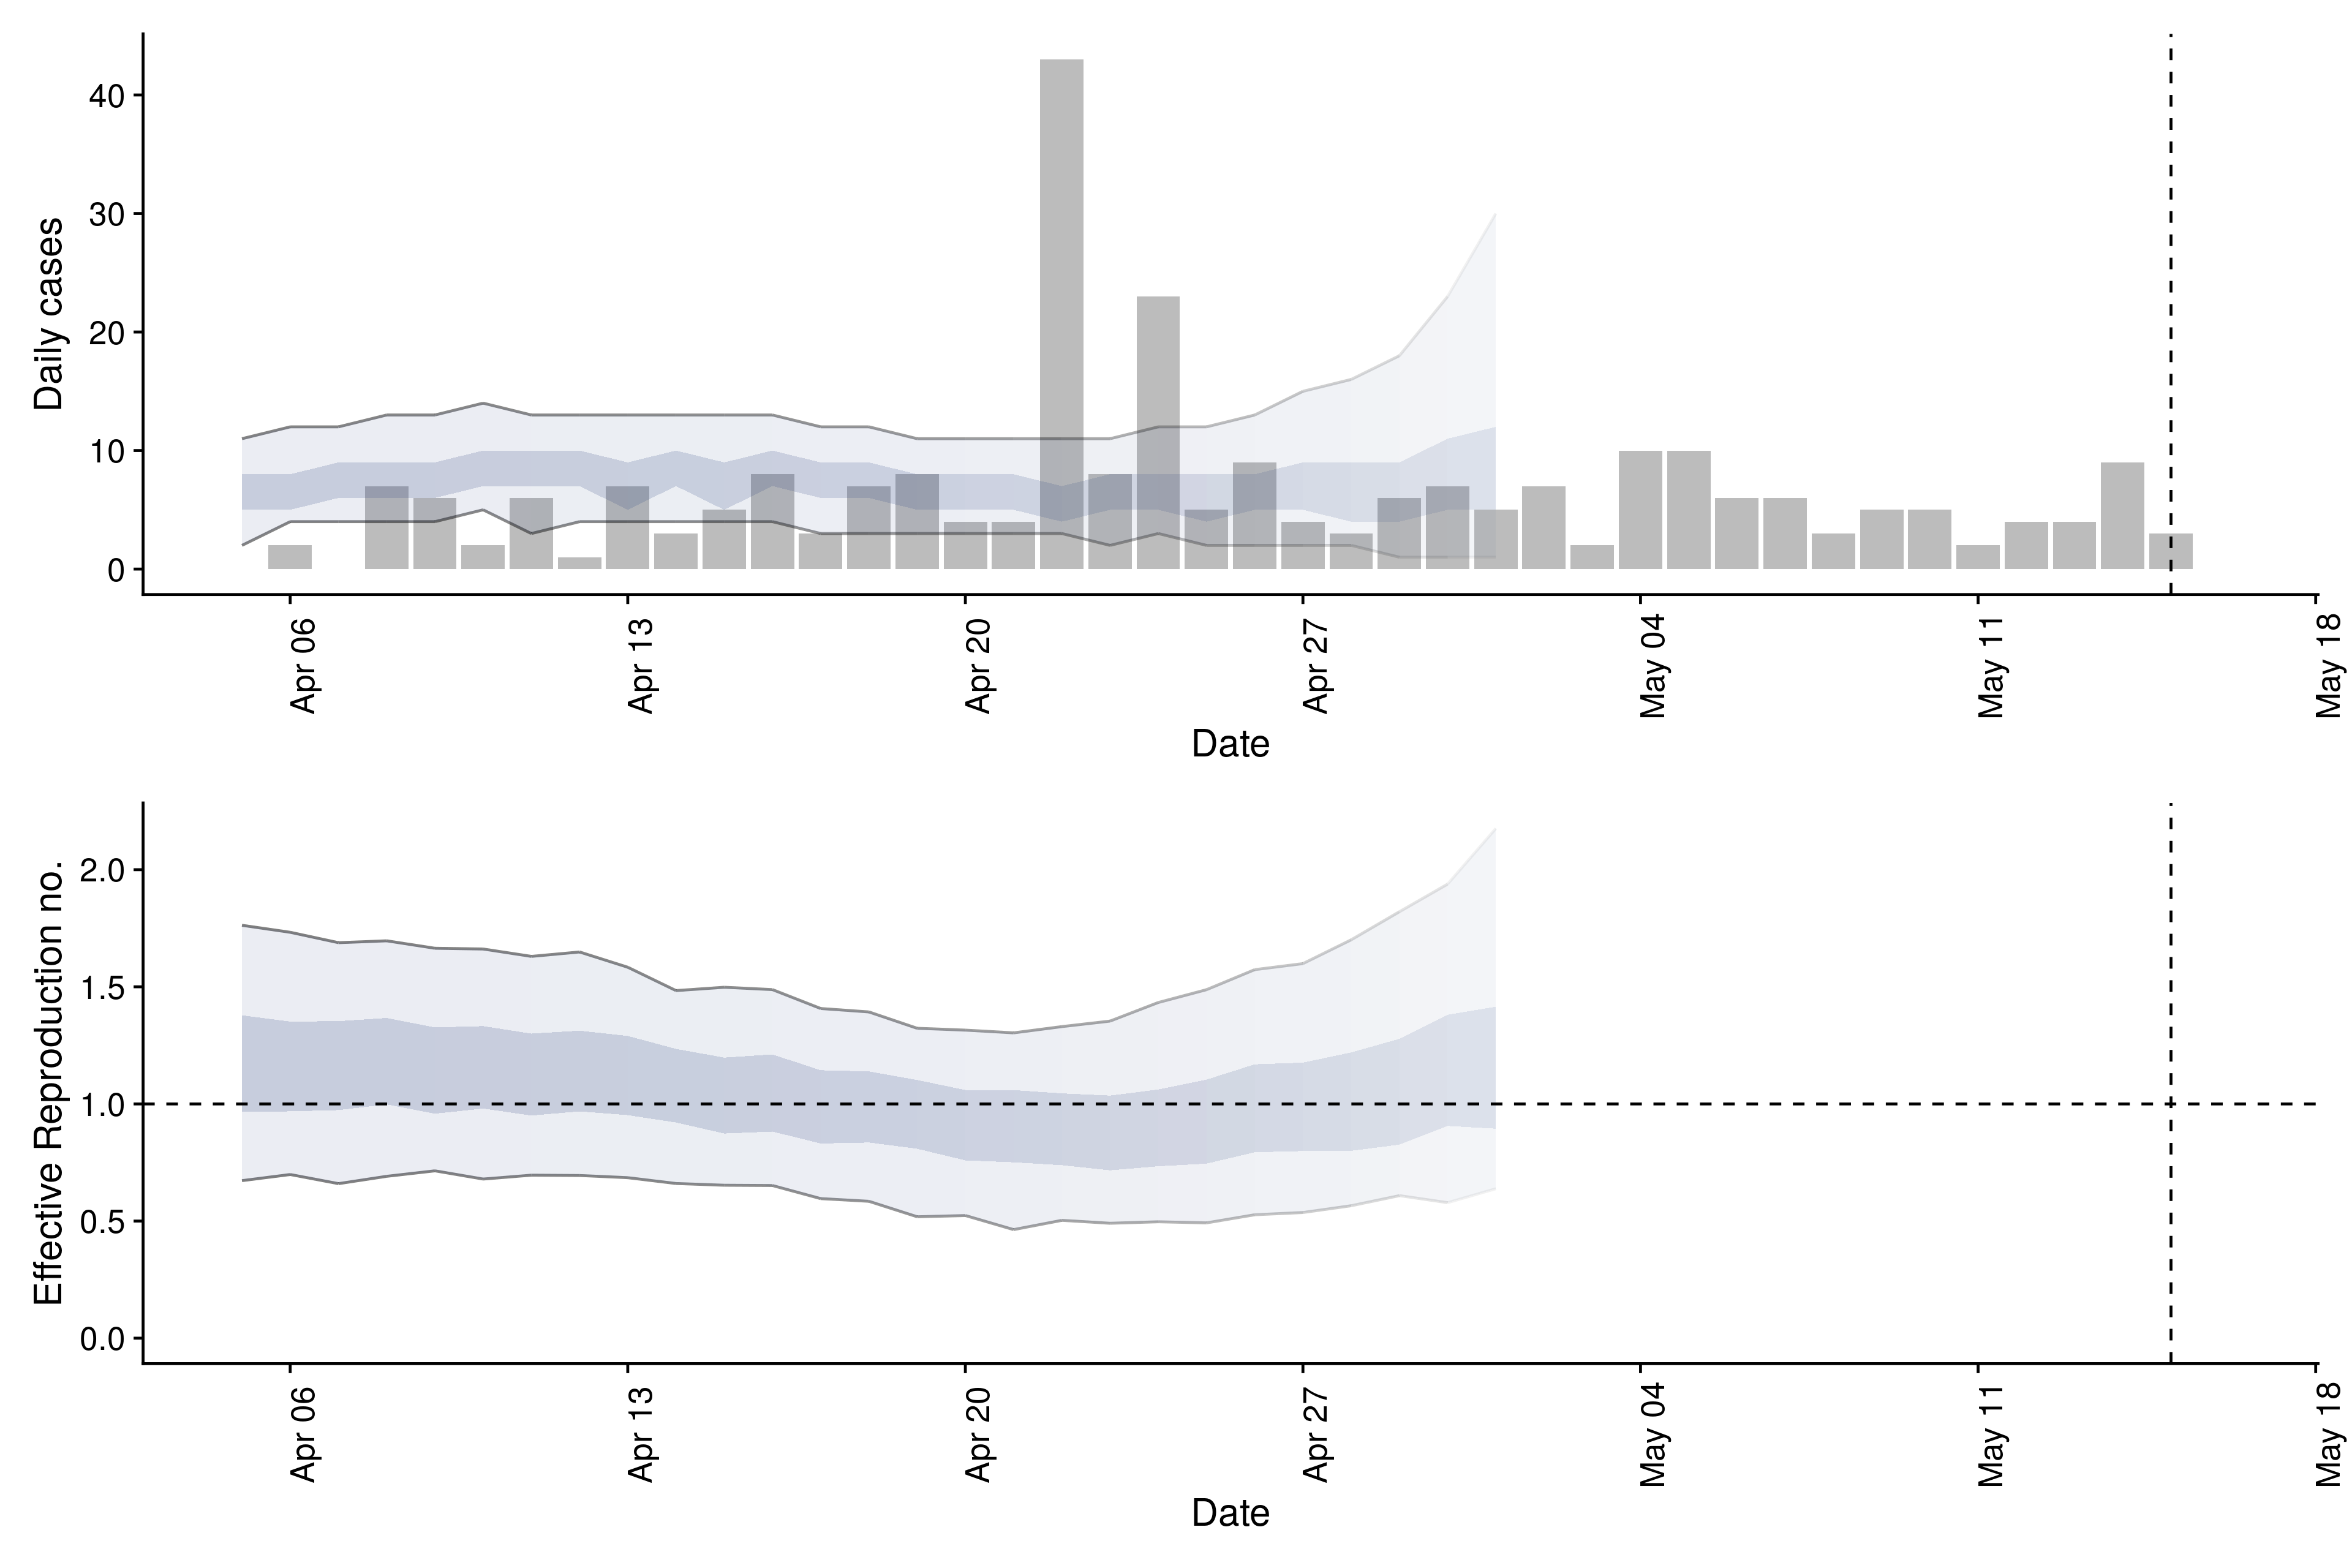 Daily cases
40
30
20
10
0
Apr 06
Apr 13
Apr 20
Apr 27
May 04
May 11
May 18
Date
Effective Reproduction no.
2.0
1.5
1.0
0.5
0.0
Apr 06
Apr 13
Apr 20
Apr 27
May 04
May 11
May 18
Date